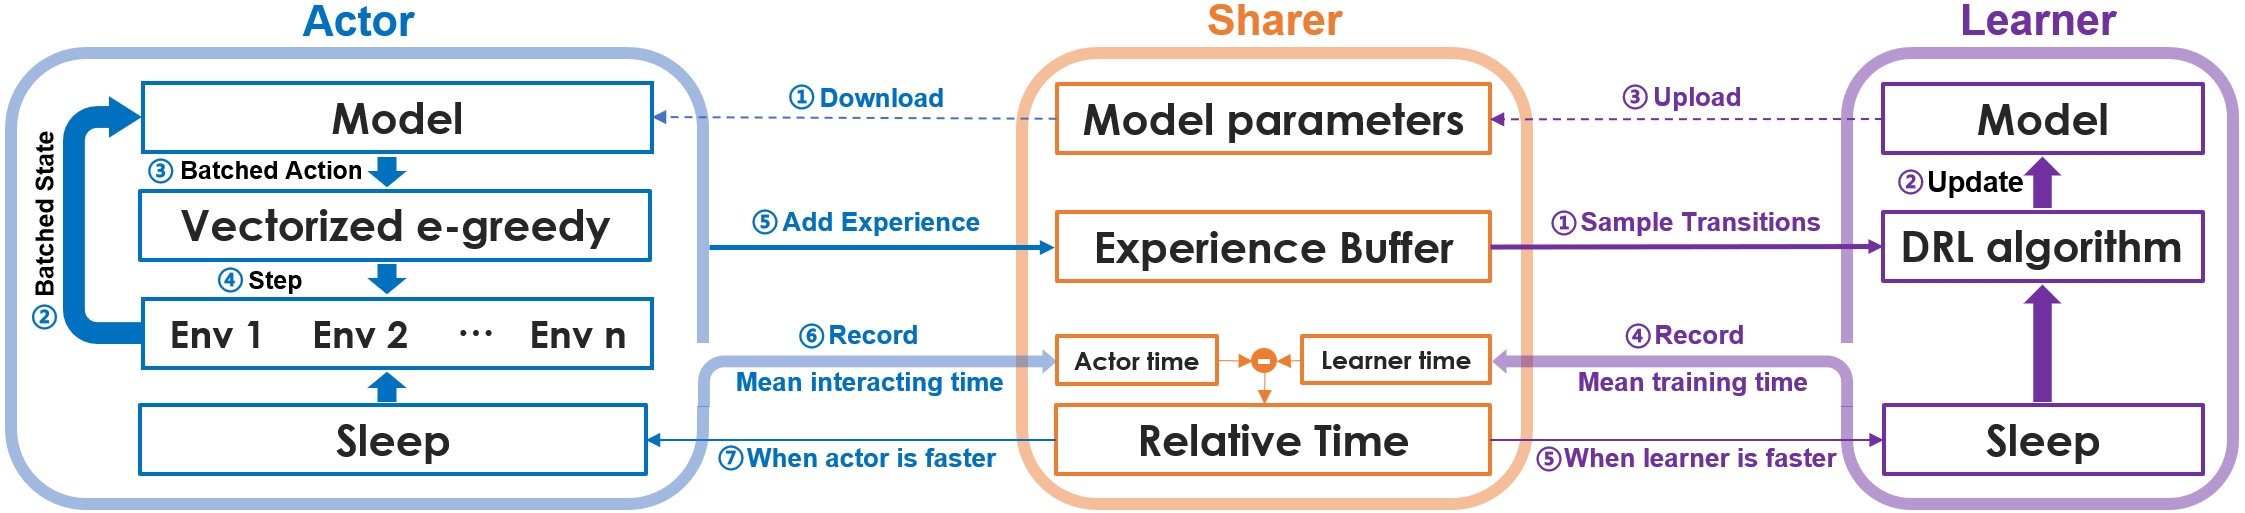 Actor
Sharer
Learner
Model
① Download
Model parameters
③ Upload
Model
③ Batched Action
② Update
② Batched State
Vectorized e-greedy
⑤ Add Experience
Experience Buffer
① Sample Transitions
DRL algorithm
④ Step
Env 1 Env 2 ··· Env n
⑥ Record
Mean interacting time
Actor time
Learner time
④ Record
Mean training time
Sleep
⑦ When actor is faster
Relative Time
⑤ When learner is faster
Sleep